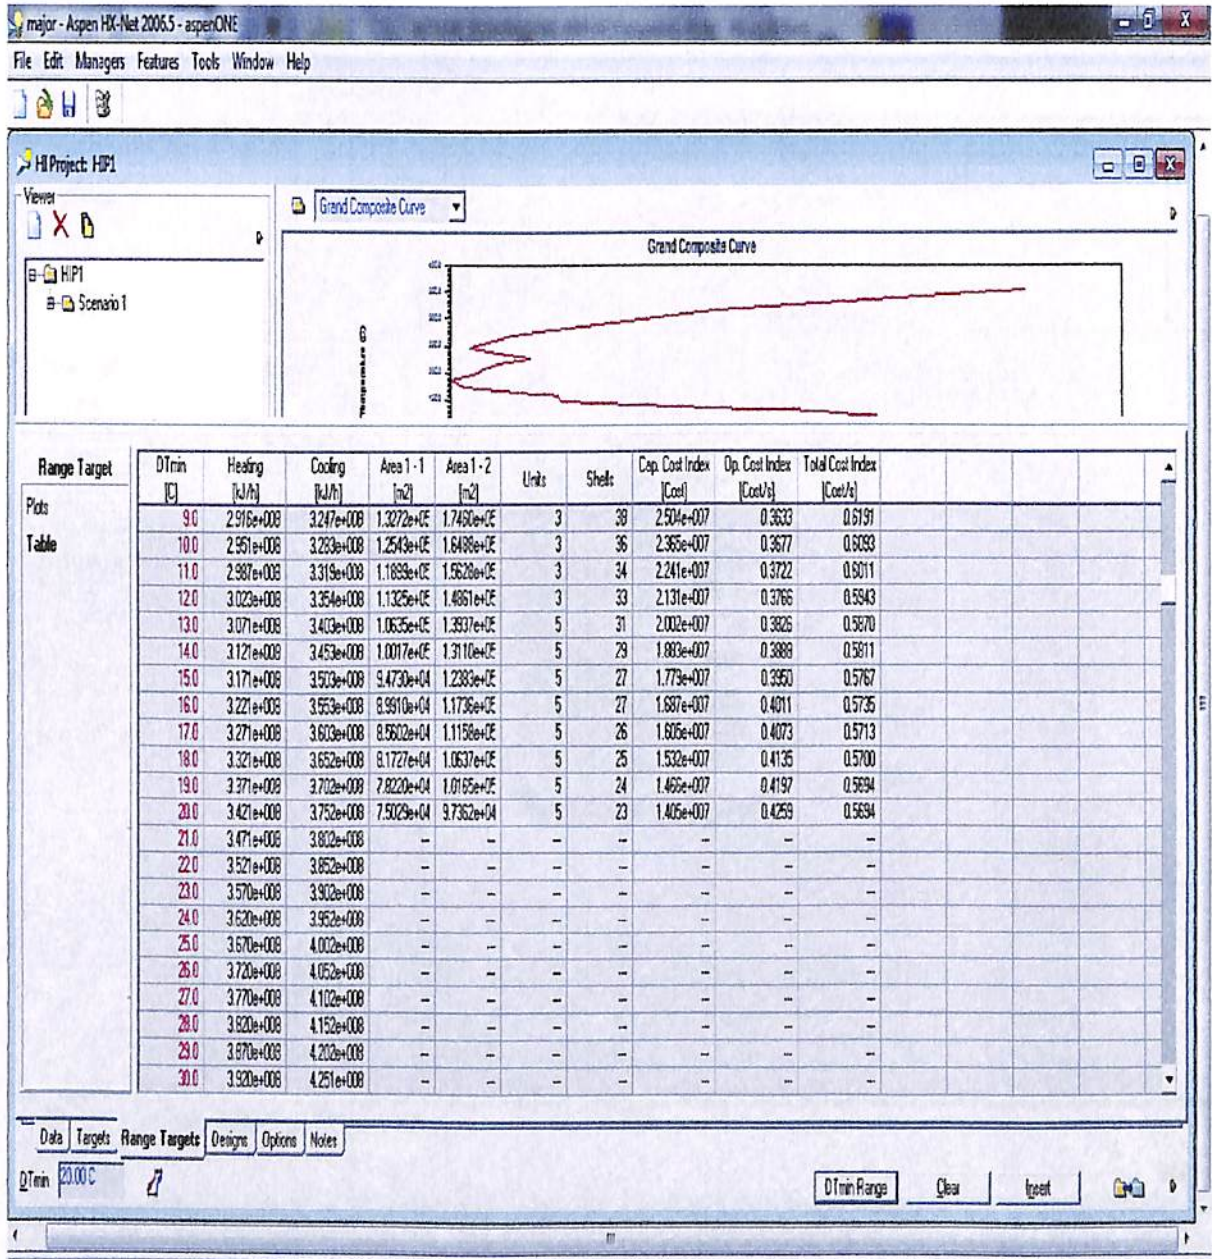 major - Aspen HX-Net 2006.5 - aspenONE
File Edit Managers Features Tools Window Help
HI Project: HIP1
Viewer
Grand Composite Curve
HIP1
Scenario 1
Grand Composite Curve
Range Target
Plots
Table
DTmin Heating Cooling Area 1 - 1 Area 1 - 2 Units Shells Cap. Cost Index Op. Cost Index Total Cost Index
[C] [kJ/h] [kJ/h] [m2] [m2] [Cost] [Cost/s] [Cost/s]
9.0 2.916e+008 3.247e+008 1.3272e+05 1.7460e+05 3 38 2.504e+007 0.3633 0.6191
10.0 2.951e+008 3.283e+008 1.2543e+05 1.6488e+05 3 36 2.365e+007 0.3677 0.6093
11.0 2.987e+008 3.319e+008 1.1899e+05 1.5628e+05 3 34 2.241e+007 0.3722 0.6011
12.0 3.023e+008 3.354e+008 1.1325e+05 1.4861e+05 3 33 2.131e+007 0.3766 0.5943
13.0 3.071e+008 3.403e+008 1.0635e+05 1.3937e+05 5 31 2.002e+007 0.3826 0.5870
14.0 3.121e+008 3.453e+008 1.0017e+05 1.3110e+05 5 29 1.883e+007 0.3889 0.5811
15.0 3.171e+008 3.503e+008 9.4730e+04 1.2383e+05 5 27 1.779e+007 0.3950 0.5767
16.0 3.221e+008 3.553e+008 8.9910e+04 1.1736e+05 5 27 1.687e+007 0.4011 0.5735
17.0 3.271e+008 3.603e+008 8.5602e+04 1.1158e+05 5 26 1.605e+007 0.4073 0.5713
18.0 3.321e+008 3.652e+008 8.1727e+04 1.0637e+05 5 25 1.532e+007 0.4135 0.5700
19.0 3.371e+008 3.702e+008 7.8220e+04 1.0165e+05 5 24 1.466e+007 0.4197 0.5694
20.0 3.421e+008 3.752e+008 7.5029e+04 9.7362e+04 5 23 1.405e+007 0.4259 0.5694
21.0 3.471e+008 3.802e+008 -- -- -- -- -- -- --
22.0 3.521e+008 3.852e+008 -- -- -- -- -- -- --
23.0 3.570e+008 3.902e+008 -- -- -- -- -- -- --
24.0 3.620e+008 3.952e+008 -- -- -- -- -- -- --
25.0 3.670e+008 4.002e+008 -- -- -- -- -- -- --
26.0 3.720e+008 4.052e+008 -- -- -- -- -- -- --
27.0 3.770e+008 4.102e+008 -- -- -- -- -- -- --
28.0 3.820e+008 4.152e+008 -- -- -- -- -- -- --
29.0 3.870e+008 4.202e+008 -- -- -- -- -- -- --
30.0 3.920e+008 4.251e+008 -- -- -- -- -- -- --
Data Targets Range Targets Designs Options Notes
DTmin 20.00 C DTmin Range Clear Insert